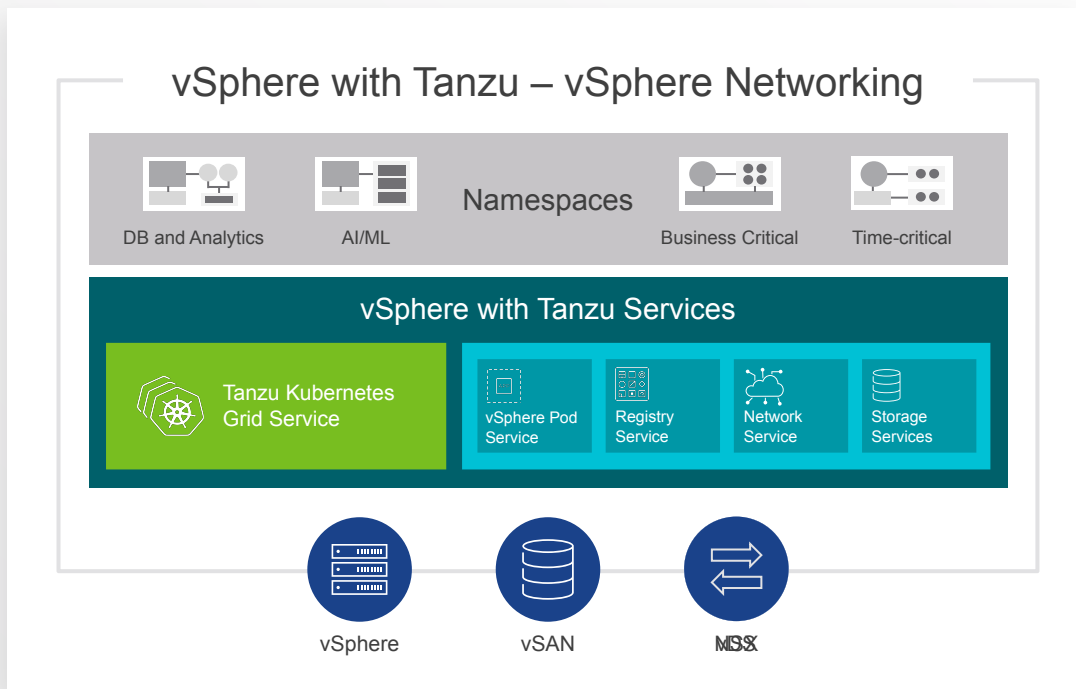 vSphere with Tanzu – vSphere Networking
Namespaces
DB and Analytics
AI/ML
Business Critical
Time-critical
vSphere with Tanzu Services
Tanzu Kubernetes
Grid Service
vSphere Pod
Service
Registry
Service
Network
Service
Storage
Services
vSphere
vSAN